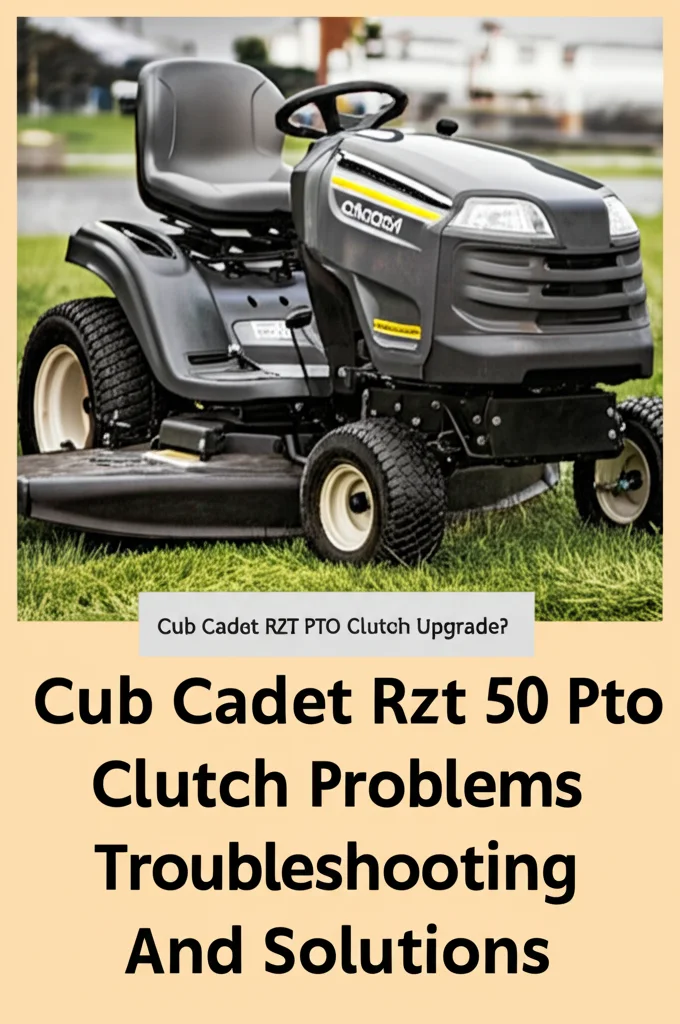 Cub Cadet RZT PTO Clutch Upgrade?
Cub Cadet Rzt 50 Pto
Clutch Problems
Troubleshooting
And Solutions